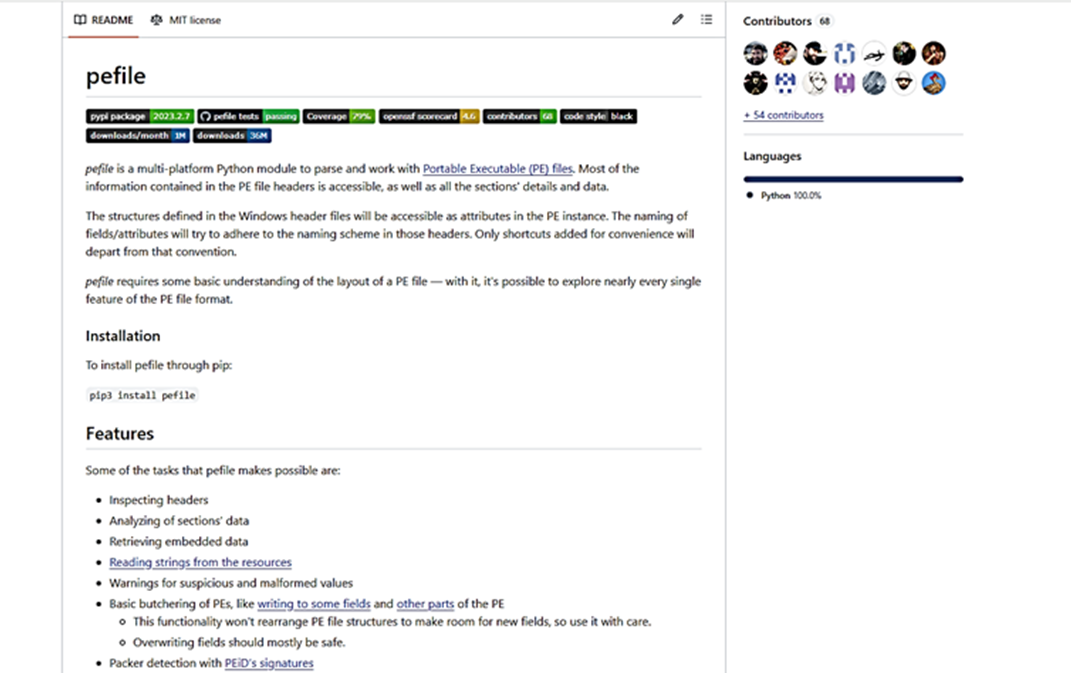 README MIT license
pefile
pypi package 2023.2.7 pefile tests passing Coverage 79% openssf scorecard 4.6 contributors 68 code style black
downloads/month 1M downloads 36M
pefile is a multi-platform Python module to parse and work with Portable Executable (PE) files. Most of the
information contained in the PE file headers is accessible, as well as all the sections' details and data.
The structures defined in the Windows header files will be accessible as attributes in the PE instance. The naming of
fields/attributes will try to adhere to the naming scheme in those headers. Only shortcuts added for convenience will
depart from that convention.
pefile requires some basic understanding of the layout of a PE file — with it, it's possible to explore nearly every single
feature of the PE file format.
Installation
To install pefile through pip:
pip3 install pefile
Features
Some of the tasks that pefile makes possible are:
• Inspecting headers
• Analyzing of sections' data
• Retrieving embedded data
• Reading strings from the resources
• Warnings for suspicious and malformed values
• Basic butchering of PEs, like writing to some fields and other parts of the PE
◦ This functionality won't rearrange PE file structures to make room for new fields, so use it with care.
◦ Overwriting fields should mostly be safe.
• Packer detection with PEiD's signatures
Contributors 68
+ 54 contributors
Languages
Python 100.0%